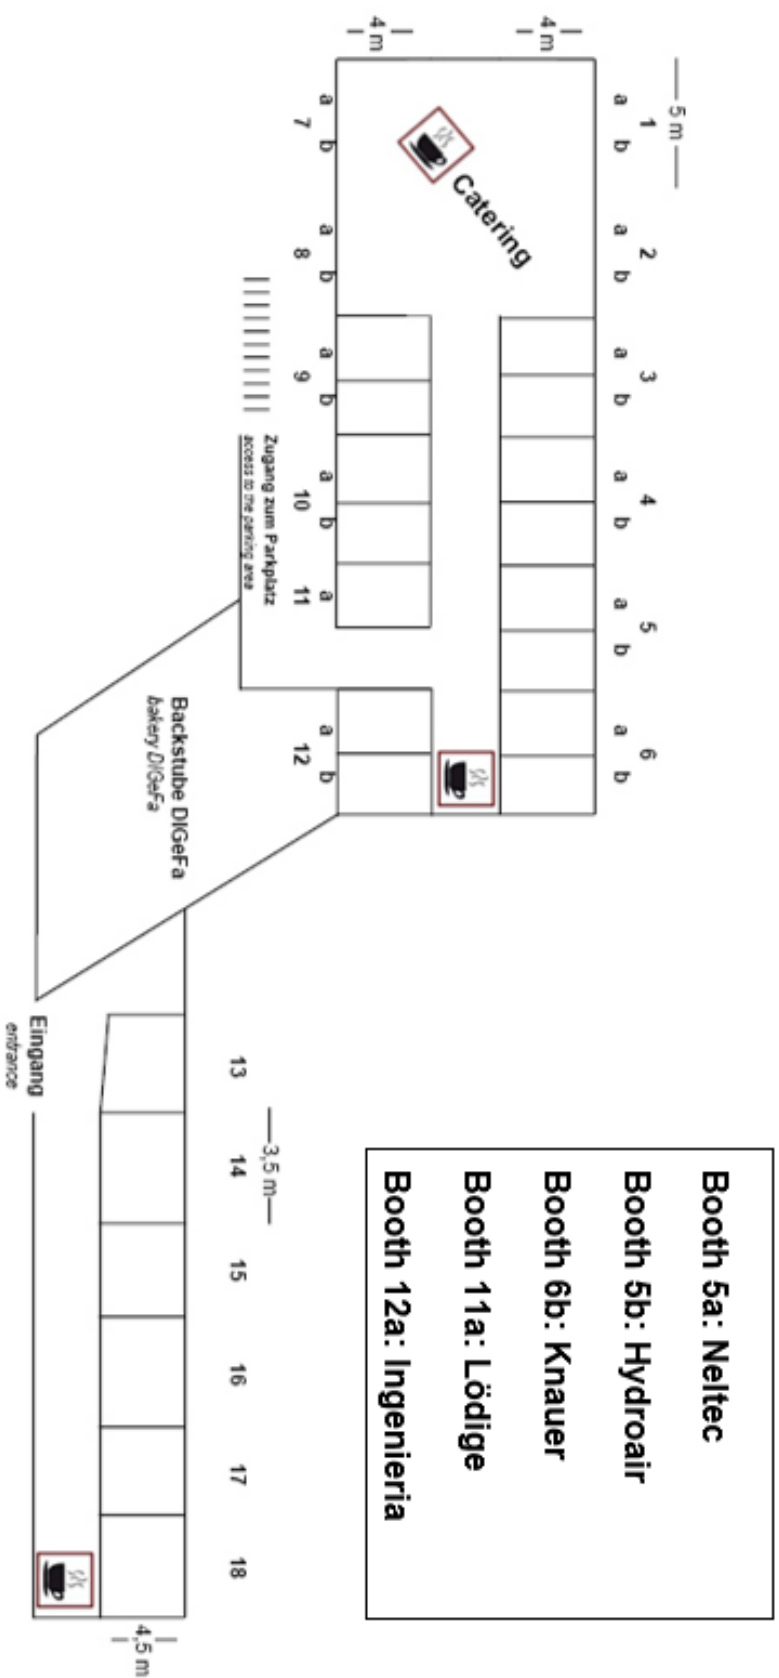 5 m
1 2 3 4 5 6
a b a b a b a b a b a b
4 m
Catering
4 m
a b a b a b a b a a b
7 8 9 10 11 12
Zugang zum Parkplatz
access to the parking area
Backstube DIGeFa
bakery DIGeFa
Booth 5a: Neltec
Booth 5b: Hydroair
Booth 6b: Knauer
Booth 11a: Lödige
Booth 12a: Ingenieria
3,5 m
13 14 15 16 17 18
4,5 m
Eingang
entrance